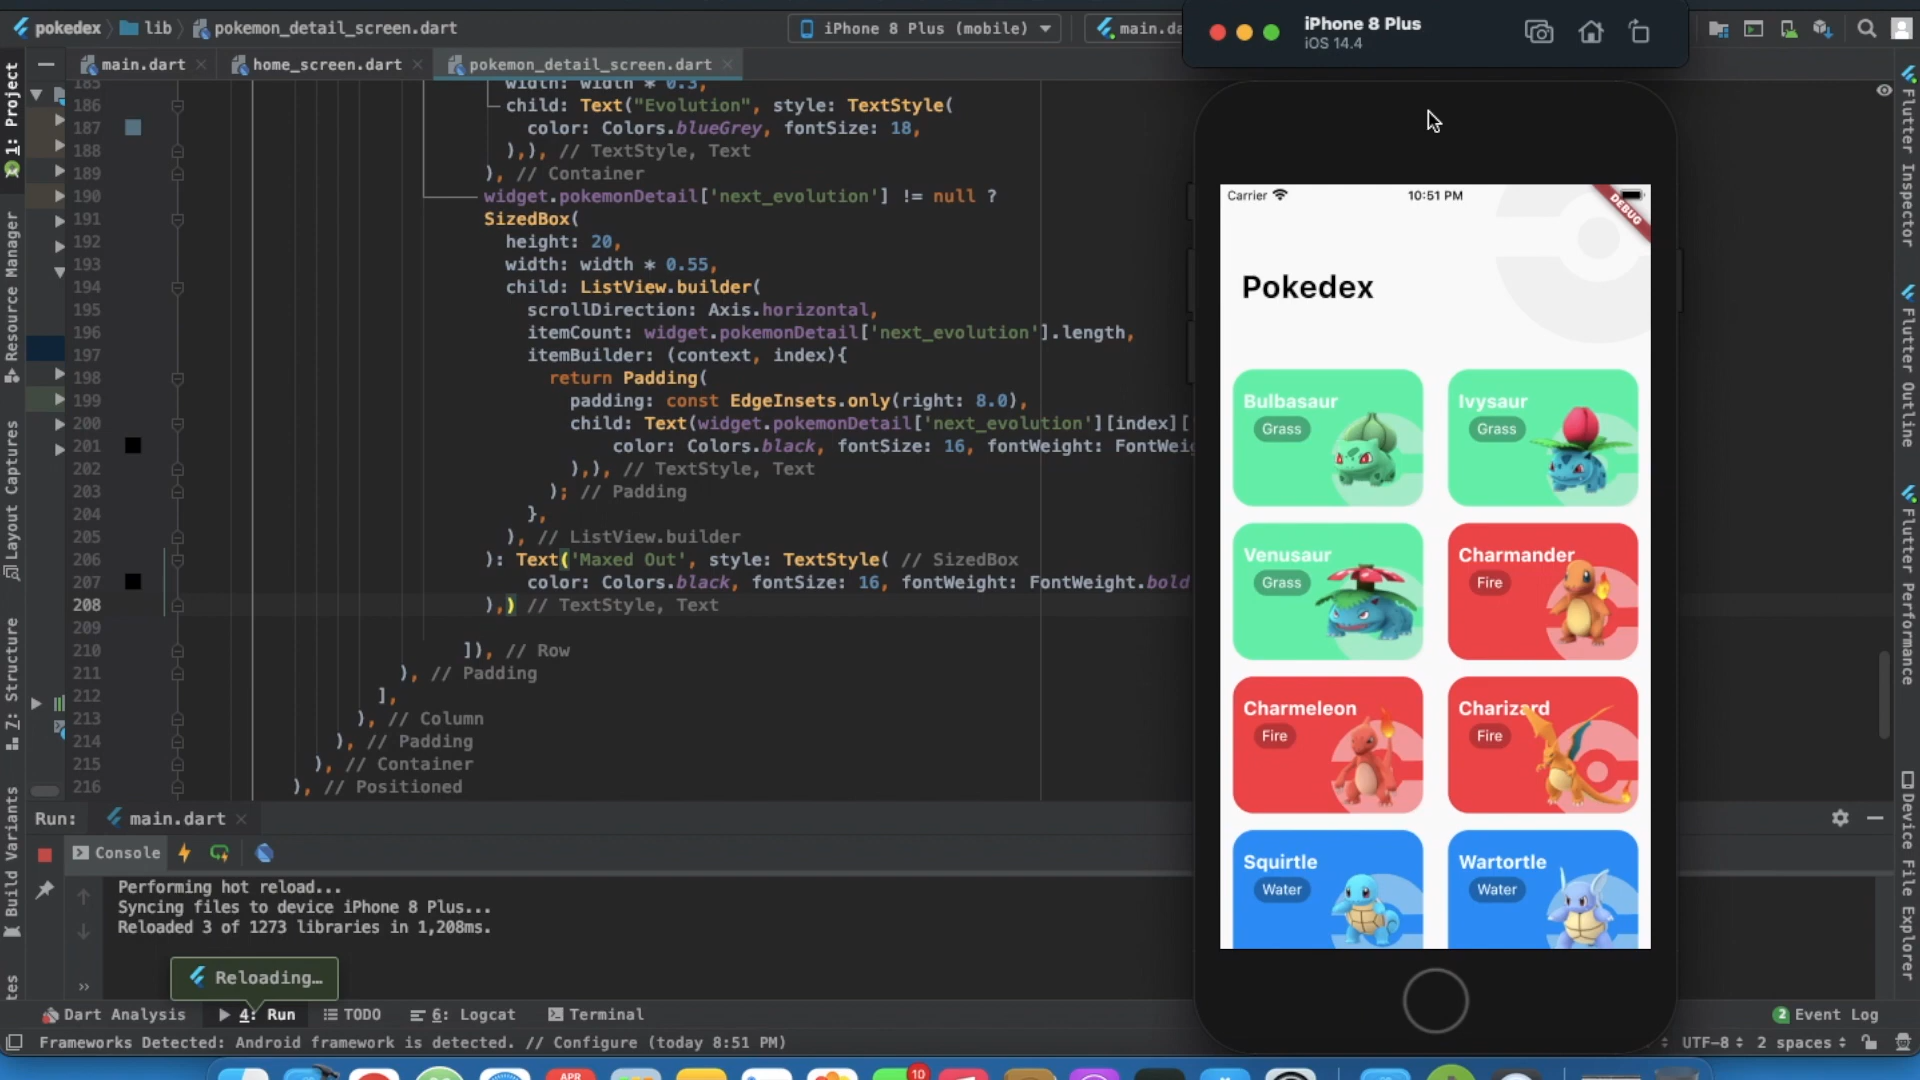 pokedex lib pokemon_detail_screen.dart
iPhone 8 Plus (mobile)
main.da
iPhone 8 Plus
iOS 14.4
main.dart home_screen.dart pokemon_detail_screen.dart
185 width: width * 0.3,
186 child: Text("Evolution", style: TextStyle(
187 color: Colors.blueGrey, fontSize: 18,
188 ),), // TextStyle, Text
189 ), // Container
190 widget.pokemonDetail['next_evolution'] != null ?
191 SizedBox(
192 height: 20,
193 width: width * 0.55,
194 child: ListView.builder(
195 scrollDirection: Axis.horizontal,
196 itemCount: widget.pokemonDetail['next_evolution'].length,
197 itemBuilder: (context, index){
198 return Padding(
199 padding: const EdgeInsets.only(right: 8.0),
200 child: Text(widget.pokemonDetail['next_evolution'][index]['
201 color: Colors.black, fontSize: 16, fontWeight: FontWeig
202 ),), // TextStyle, Text
203 ); // Padding
204 },
205 ), // ListView.builder
206 ): Text('Maxed Out', style: TextStyle( // SizedBox
207 color: Colors.black, fontSize: 16, fontWeight: FontWeight.bold
208 ),) // TextStyle, Text
209
210 ]), // Row
211 ), // Padding
212 ],
213 ), // Column
214 ), // Padding
215 ), // Container
216 ), // Positioned
1: Project
Resource Manager
Layout Captures
Z: Structure
Build Variants
Carrier 10:51 PM
DEBUG
Pokedex
Bulbasaur Ivysaur
Grass Grass
Venusaur Charmander
Grass Fire
Charmeleon Charizard
Fire Fire
Squirtle Wartortle
Water Water
Flutter Inspector
Flutter Outline
Flutter Performance
Device File Explorer
Run: main.dart
Console
Performing hot reload...
Syncing files to device iPhone 8 Plus...
Reloaded 3 of 1273 libraries in 1,208ms.
Reloading…
Dart Analysis 4: Run TODO 6: Logcat Terminal
2 Event Log
Frameworks Detected: Android framework is detected. // Configure (today 8:51 PM)
UTF-8 2 spaces
APR
10